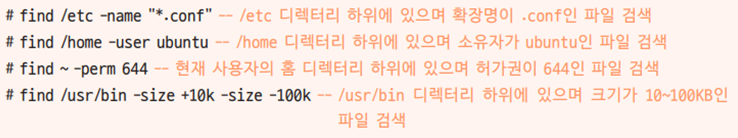 # find /etc -name "*.conf" -- /etc 디렉터리 하위에 있으며 확장명이 .conf인 파일 검색
# find /home -user ubuntu -- /home 디렉터리 하위에 있으며 소유자가 ubuntu인 파일 검색
# find ~ -perm 644 -- 현재 사용자의 홈 디렉터리 하위에 있으며 허가권이 644인 파일 검색
# find /usr/bin -size +10k -size -100k -- /usr/bin 디렉터리 하위에 있으며 크기가 10~100KB인
파일 검색